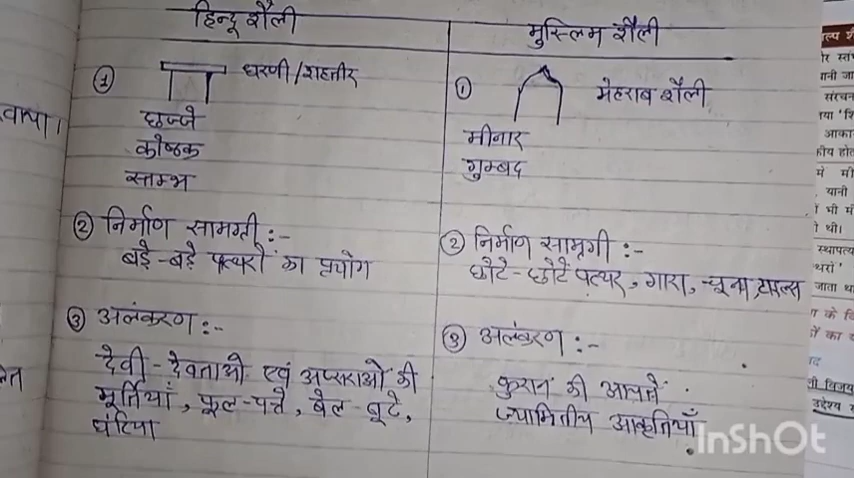 हिन्दू शैली
① धरणी/शहतीर
छज्जे
कोष्ठक
स्तम्भ
② निर्माण सामग्री :-
बड़े-बड़े पत्थरों का प्रयोग
③ अलंकरण :-
देवी-देवताओ एवं अप्सराओं की
मूर्तियां, फूल-पत्ते, बेल-बूटे,
घंटिया
मुस्लिम शैली
① मेहराब शैली
मीनार
गुम्बद
② निर्माण सामग्री :-
छोटे-छोटे पत्थर, गारा, चूना, टाइल्स
③ अलंकरण :-
कुरान की आयतें
ज्यामितीय आकृतियाँ
InShOt